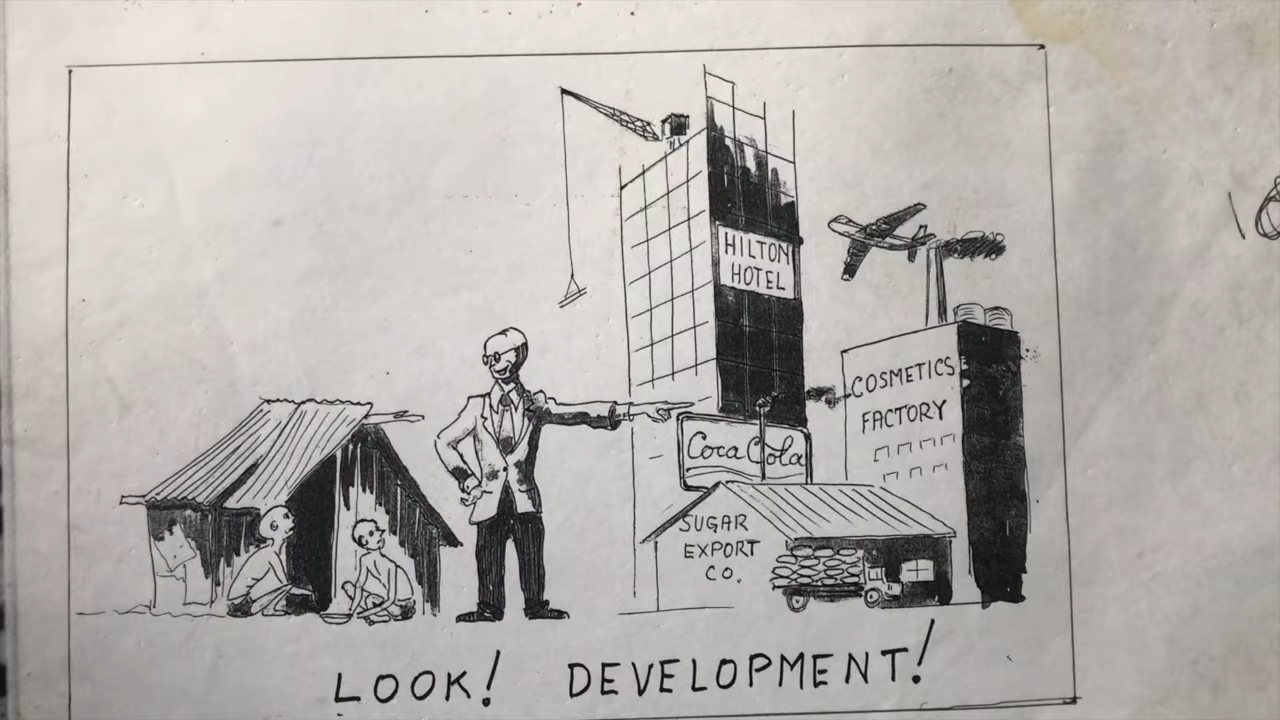 HILTON
HOTEL
COSMETICS
FACTORY
Coca Cola
SUGAR
EXPORT
CO.
LOOK! DEVELOPMENT!